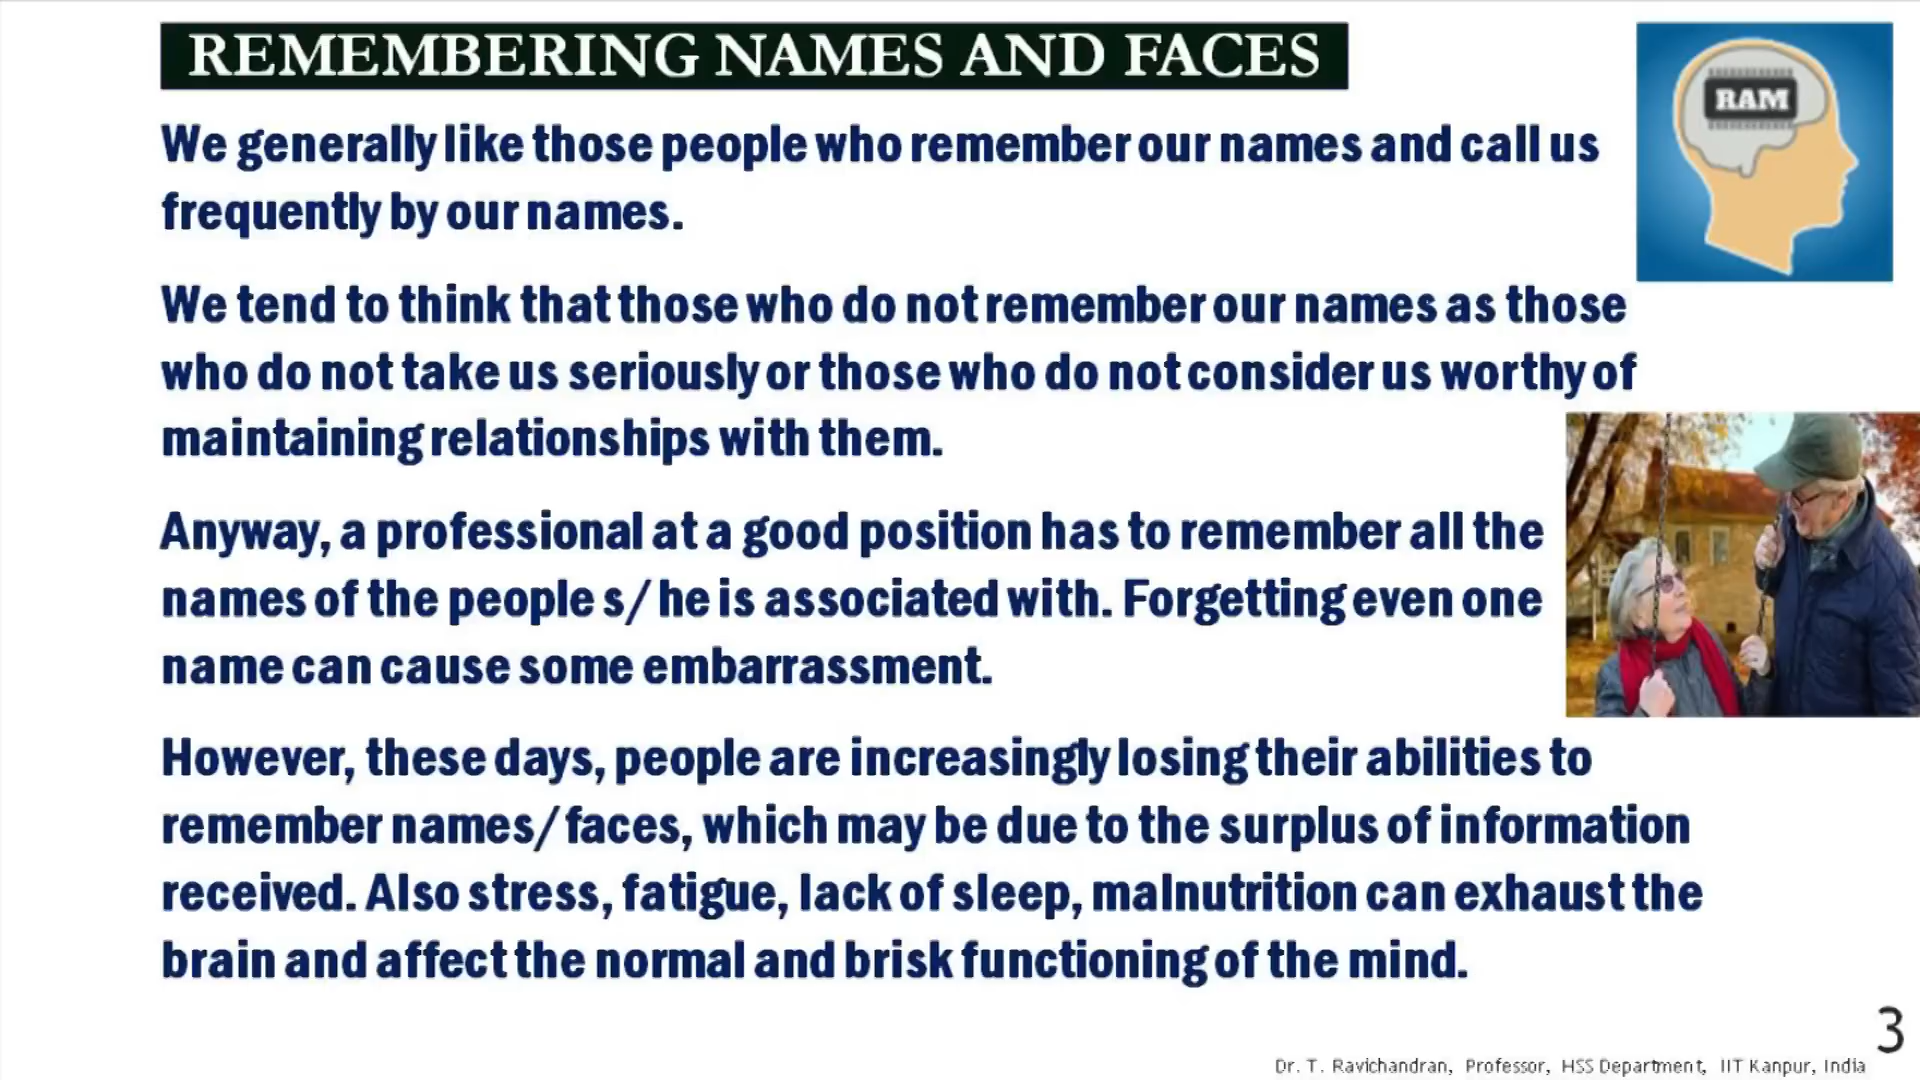 REMEMBERING NAMES AND FACES
RAM
We generally like those people who remember our names and call us
frequently by our names.
We tend to think that those who do not remember our names as those
who do not take us seriously or those who do not consider us worthy of
maintaining relationships with them.
Anyway, a professional at a good position has to remember all the
names of the people s/he is associated with. Forgetting even one
name can cause some embarrassment.
However, these days, people are increasingly losing their abilities to
remember names/faces, which may be due to the surplus of information
received. Also stress, fatigue, lack of sleep, malnutrition can exhaust the
brain and affect the normal and brisk functioning of the mind.
3
Dr. T. Ravichandran, Professor, HSS Department, IIT Kanpur, India